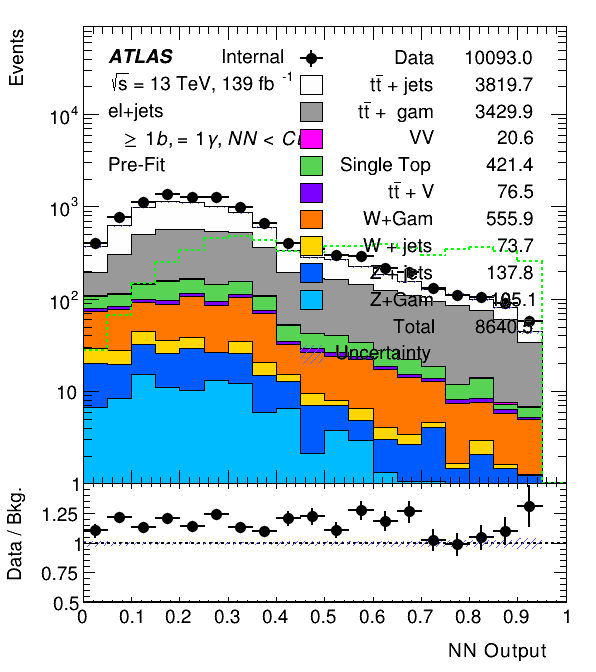 Events
ATLAS Internal
√s = 13 TeV, 139 fb⁻¹
el+jets
≥ 1b, = 1γ, NN <
Pre-Fit
Data 10093.0
tt̄ + jets 3819.7
tt̄ + gam 3429.9
VV 20.6
Single Top 421.4
tt̄ + V 76.5
W+Gam 555.9
W + jets 73.7
Z + jets 137.8
Z+Gam 105.1
Total 8640.5
Uncertainty
10⁴
10³
10²
10
1
Data / Bkg.
1.25
1
0.75
0.5
0 0.1 0.2 0.3 0.4 0.5 0.6 0.7 0.8 0.9 1
NN Output